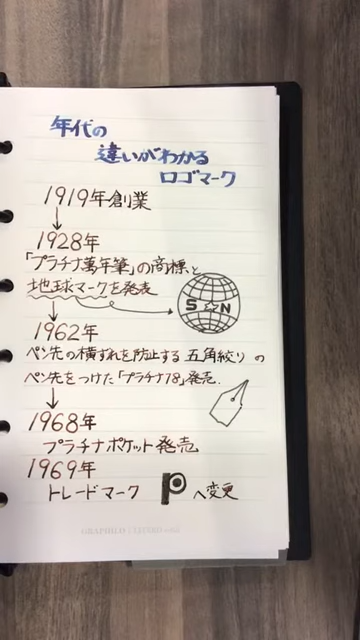 年代の
違いがわかる
ロゴマーク
1919年創業
↓
1928年
「プラチナ萬年筆」の商標と
地球マークを発表
S☆N
↓
1962年
ペン先の横ずれを防止する 五角絞り の
ペン先をつけた「プラチナ18」発売.
↓
1968年
プラチナポケット発売
1969年
トレードマーク P へ変更